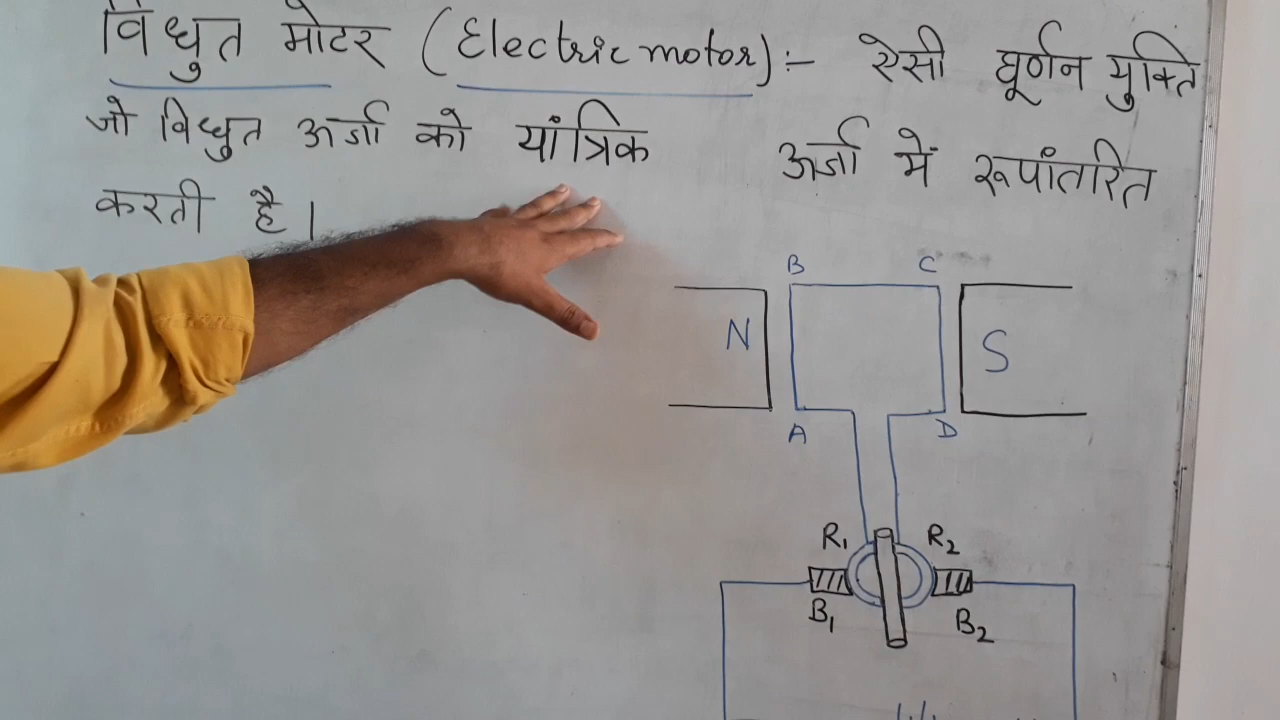 विधुत मोटर (Electric motor):- ऐसी घूर्णन युक्ति
जो विधुत ऊर्जा को यांत्रिक ऊर्जा में रूपांतरित
करती है।
B C
N S
A D
R₁ R₂
B₁ B₂